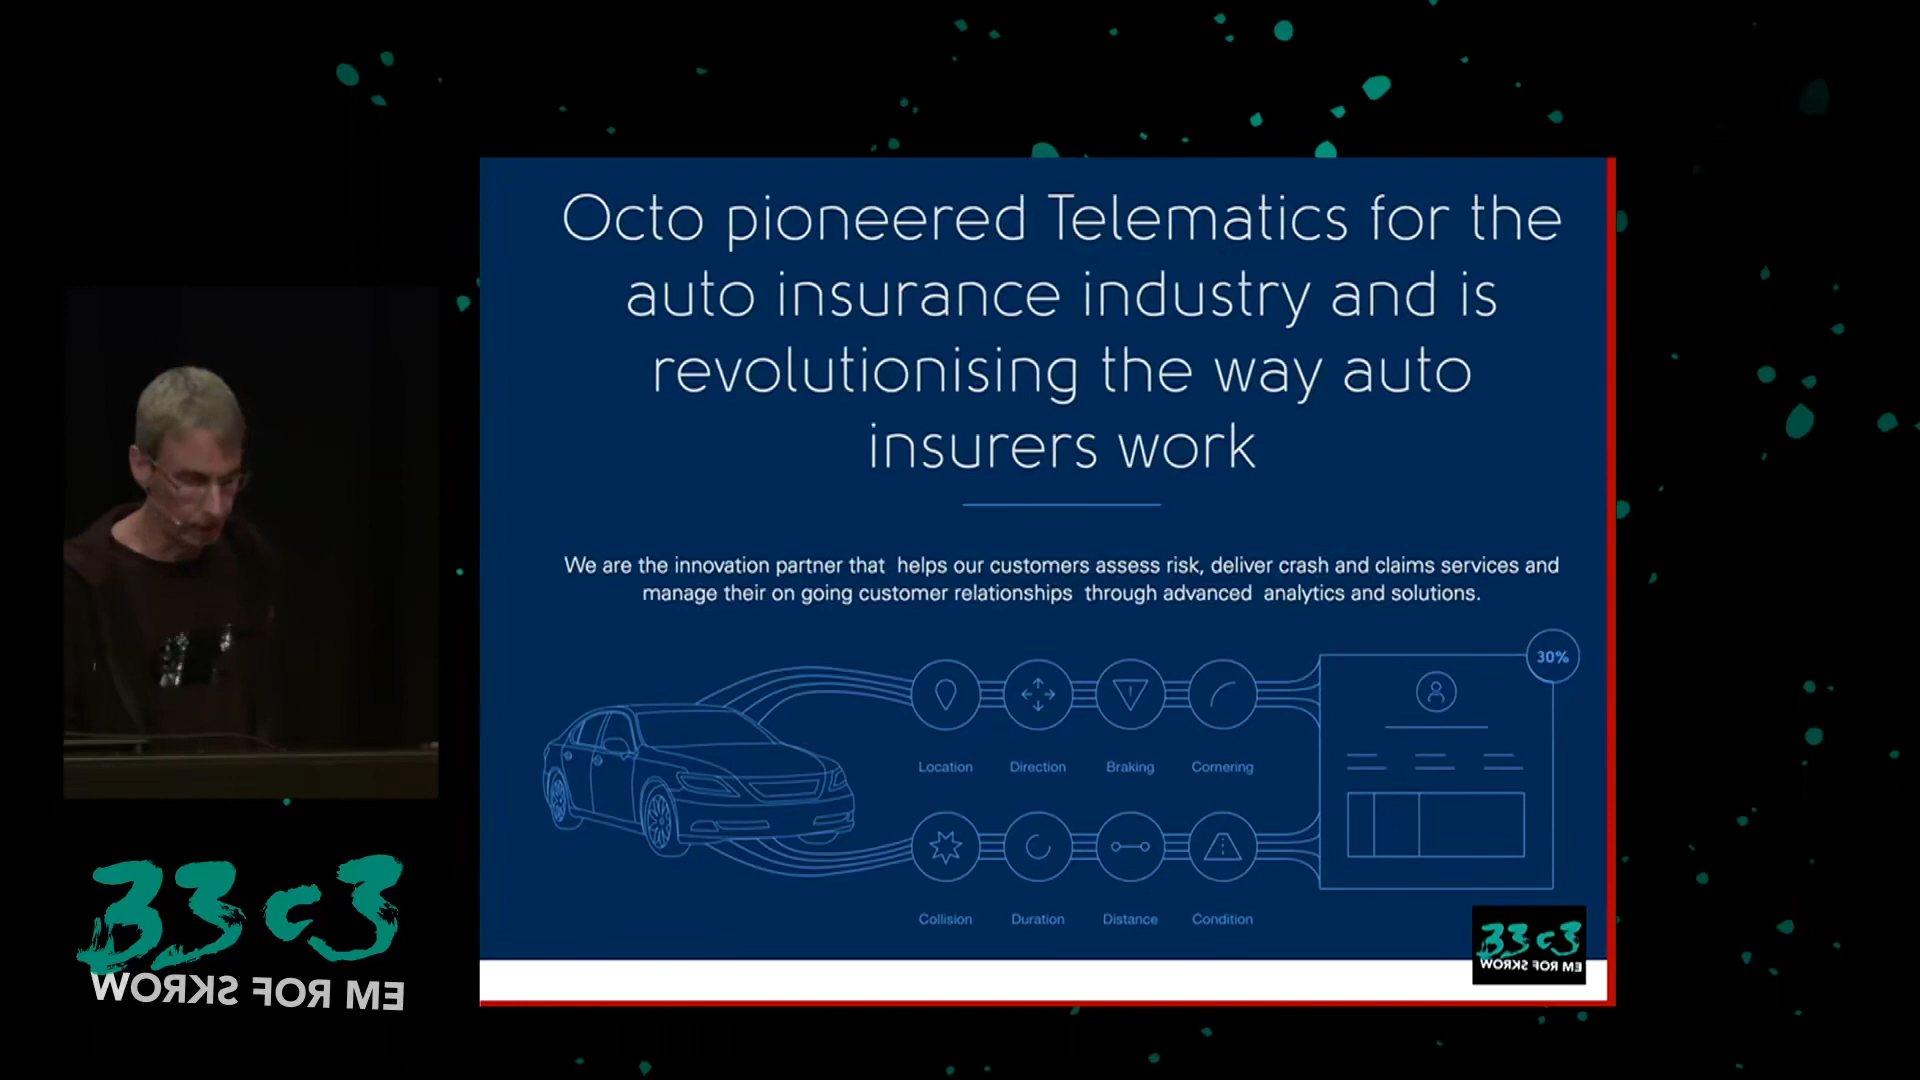 Octo pioneered Telematics for the
auto insurance industry and is
revolutionising the way auto
insurers work
We are the innovation partner that helps our customers assess risk, deliver crash and claims services and
manage their on going customer relationships through advanced analytics and solutions.
30%
Location Direction Braking Cornering
Collision Duration Distance Condition
33c3
WORKS FOR ME
33c3
WORKS FOR ME